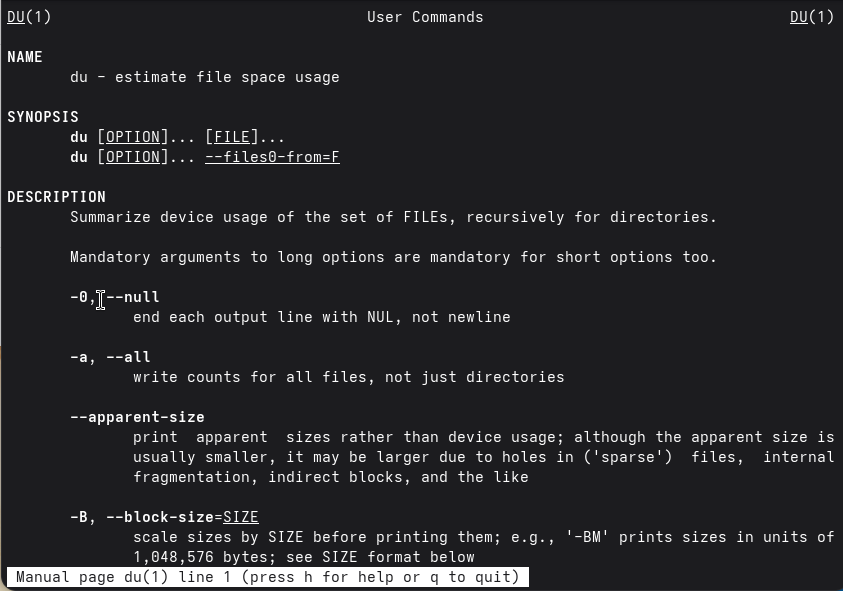 DU(1) User Commands DU(1)
NAME
du - estimate file space usage
SYNOPSIS
du [OPTION]... [FILE]...
du [OPTION]... --files0-from=F
DESCRIPTION
Summarize device usage of the set of FILEs, recursively for directories.
Mandatory arguments to long options are mandatory for short options too.
-0, --null
end each output line with NUL, not newline
-a, --all
write counts for all files, not just directories
--apparent-size
print apparent sizes rather than device usage; although the apparent size is
usually smaller, it may be larger due to holes in ('sparse') files, internal
fragmentation, indirect blocks, and the like
-B, --block-size=SIZE
scale sizes by SIZE before printing them; e.g., '-BM' prints sizes in units of
1,048,576 bytes; see SIZE format below
Manual page du(1) line 1 (press h for help or q to quit)